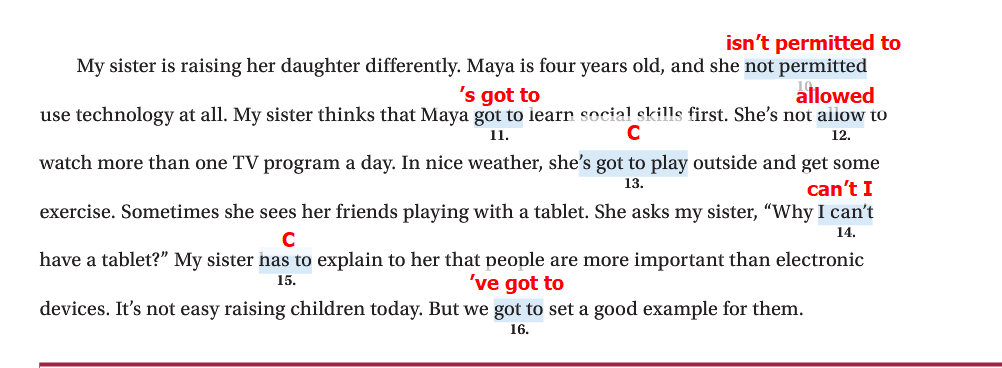 isn’t permitted to
My sister is raising her daughter differently. Maya is four years old, and she not permitted
10.
’s got to
allowed
use technology at all. My sister thinks that Maya got to learn social skills first. She’s not allow to
11.
C
12.
watch more than one TV program a day. In nice weather, she’s got to play outside and get some
13.
can’t I
exercise. Sometimes she sees her friends playing with a tablet. She asks my sister, “Why I can’t
14.
C
have a tablet?” My sister has to explain to her that people are more important than electronic
15.
’ve got to
devices. It’s not easy raising children today. But we got to set a good example for them.
16.